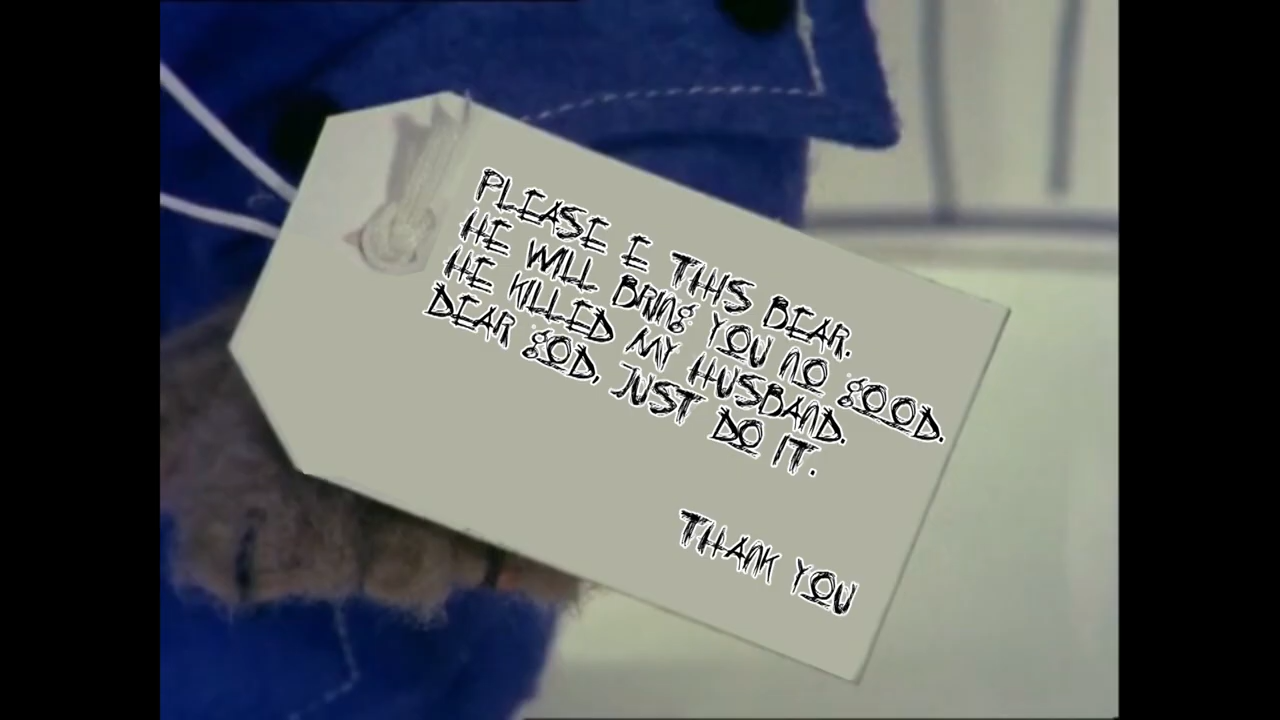 PLEASE E THIS BEAR.
HE WILL BRING YOU NO GOOD.
HE KILLED MY HUSBAND.
DEAR GOD, JUST DO IT.
THANK YOU